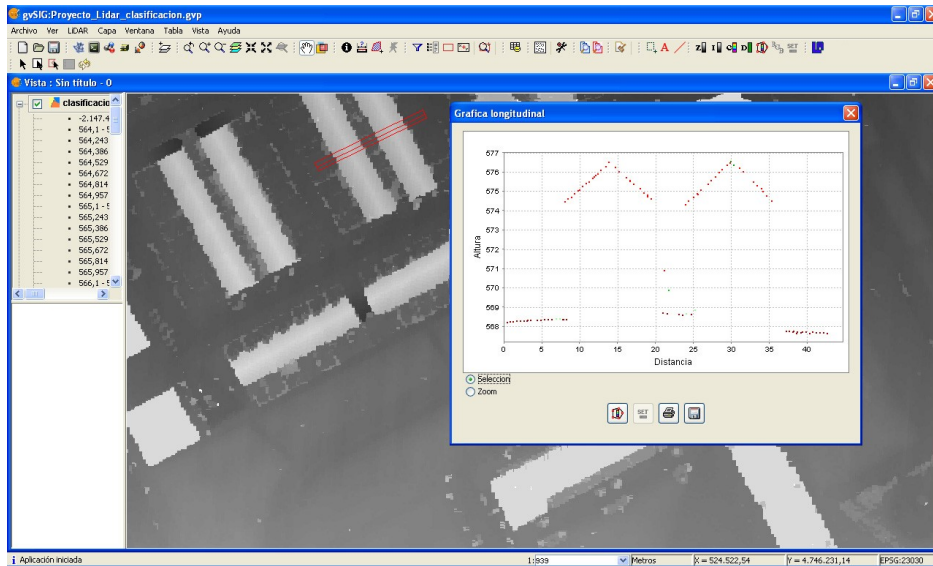 gvSIG:Proyecto_Lidar_clasificacion.gvp
Archivo Ver LiDAR Capa Ventana Tabla Vista Ayuda
Vista : Sin título - 0
clasificacio
-2.147.4
564,1 - 5
564,243
564,386
564,529
564,672
564,814
564,957
565,1 - 5
565,243
565,386
565,529
565,672
565,814
565,957
566,1 - 5
Grafica longitudinal
577
576
575
574
573
572
571
570
569
568
Altura
0 5 10 15 20 25 30 35 40
Distancia
Seleccion
Zoom
SET
Aplicación iniciada
1:939
Metros
X = 524.522,54
Y = 4.746.231,14
EPSG:23030